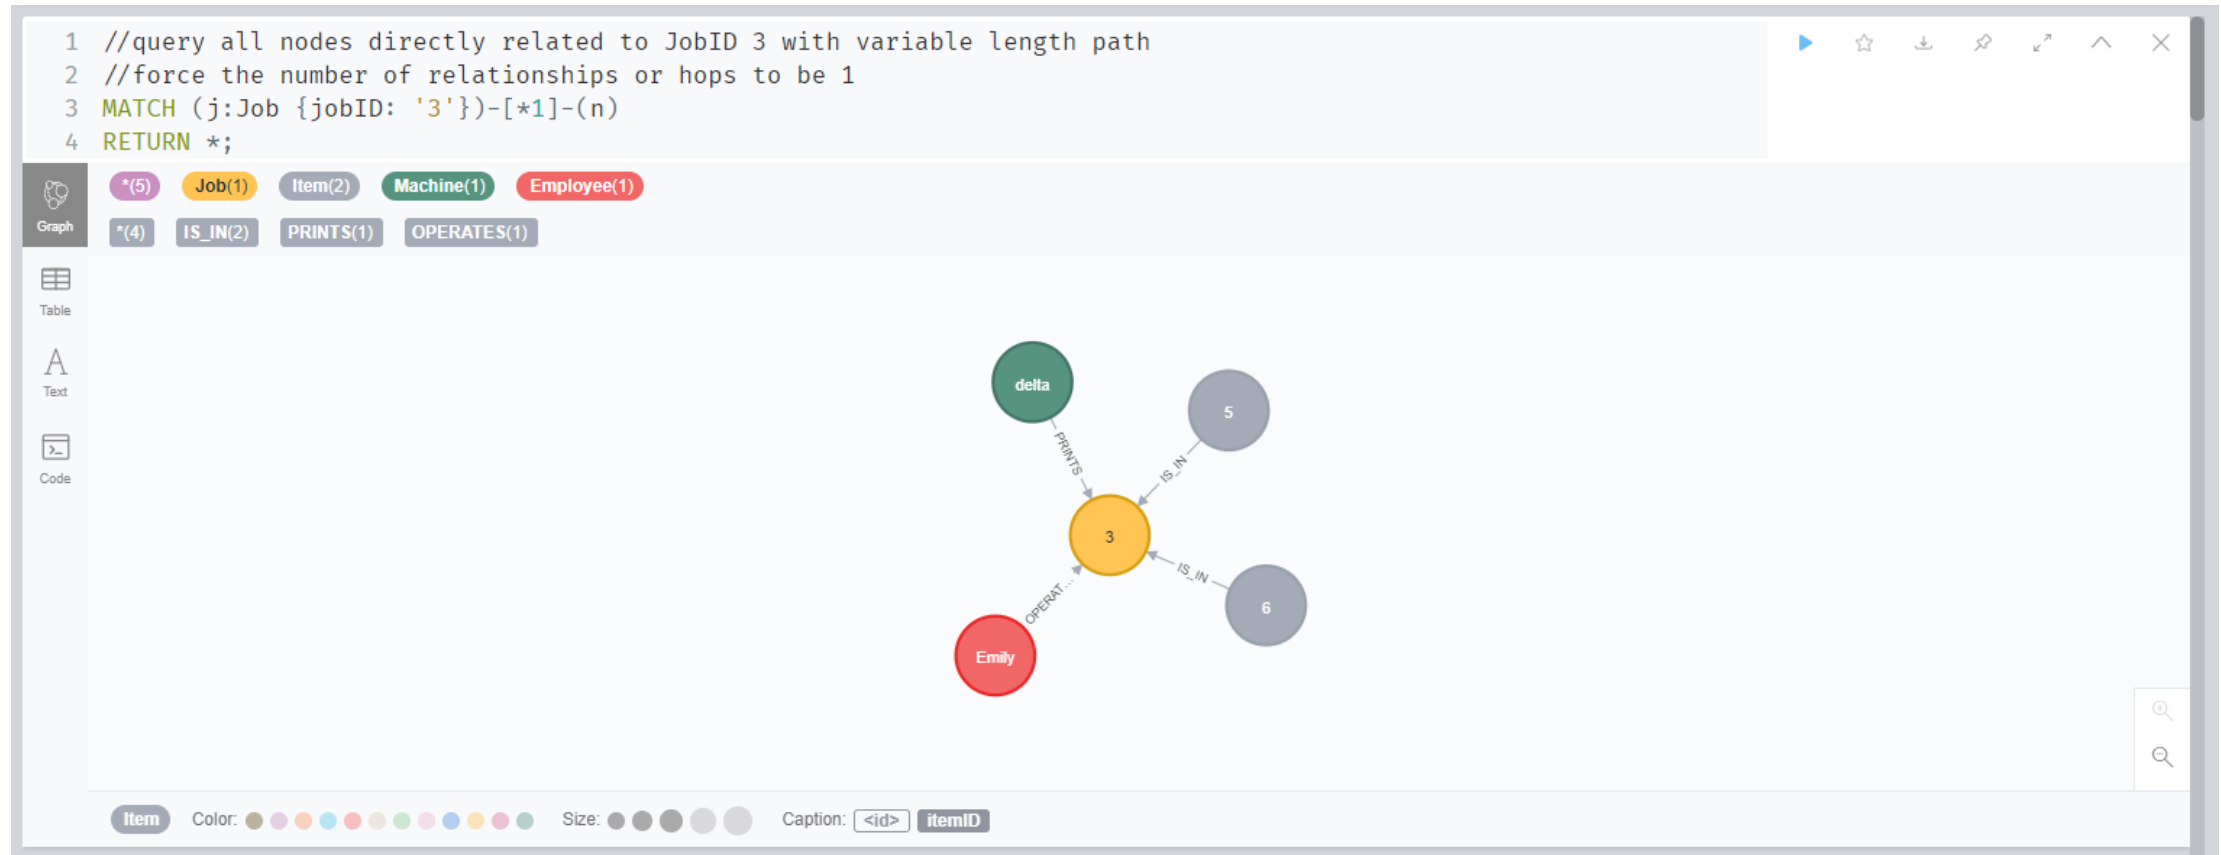 1 //query all nodes directly related to JobID 3 with variable length path
2 //force the number of relationships or hops to be 1
3 MATCH (j:Job {jobID: '3'})-[*1]-(n)
4 RETURN *;
*(5) Job(1) Item(2) Machine(1) Employee(1)
*(4) IS_IN(2) PRINTS(1) OPERATES(1)
Graph
Table
A
Text
Code
delta
5
PRINTS
IS_IN
3
IS_IN
OPERAT...
6
Emily
Item Color: Size: Caption: <id> itemID